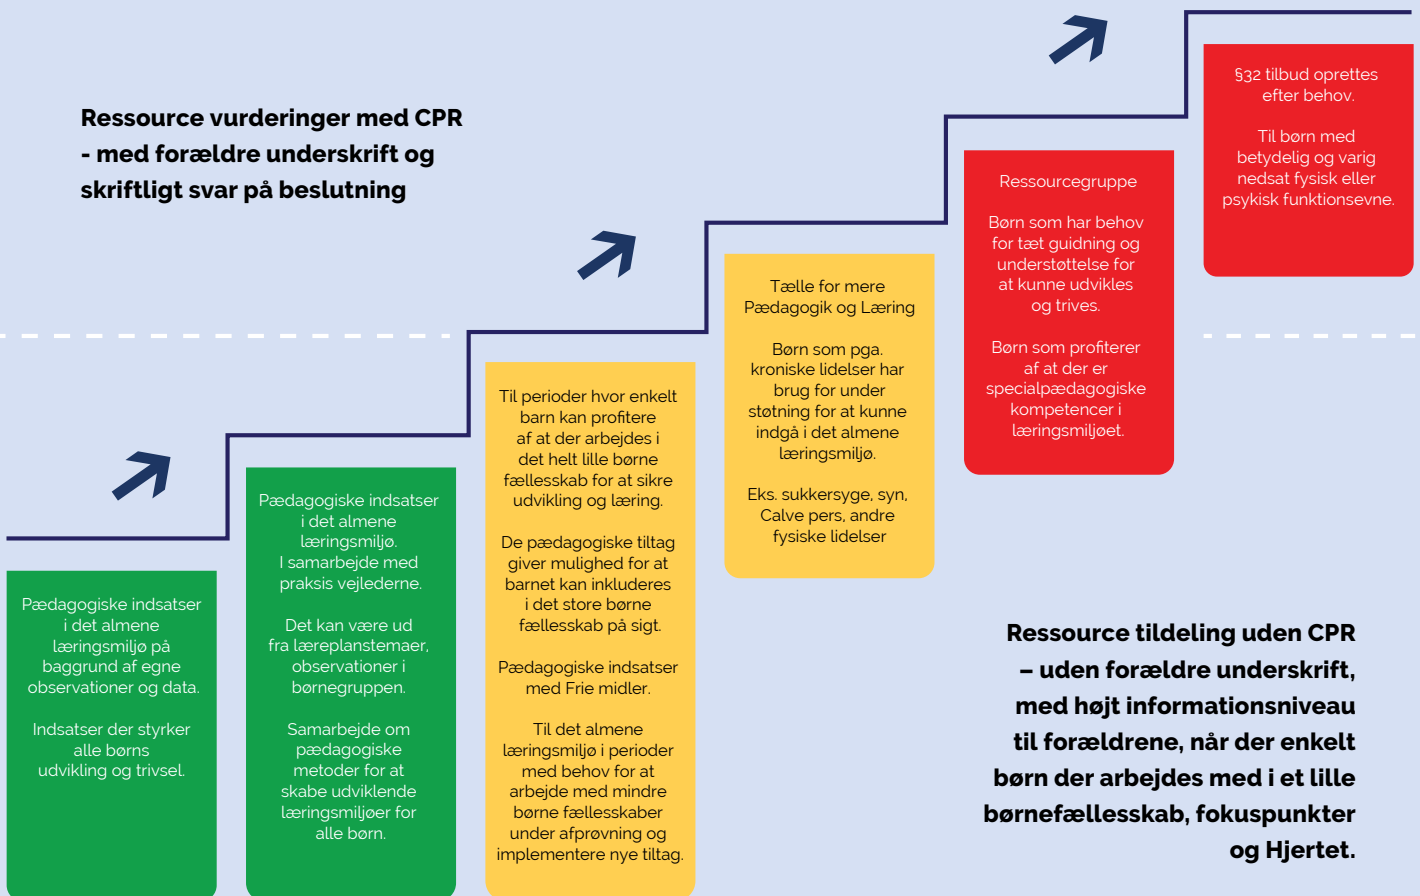 Ressource vurderinger med CPR
- med forældre underskrift og
skriftligt svar på beslutning
Pædagogiske indsatser
i det almene
læringsmiljø på
baggrund af egne
observationer og data.
Indsatser der styrker
alle børns
udvikling og trivsel.
Pædagogiske indsatser
i det almene
læringsmiljø.
I samarbejde med
praksis vejlederne.
Det kan være ud
fra læreplanstemaer,
observationer i
børnegruppen.
Samarbejde om
pædagogiske
metoder for at
skabe udviklende
læringsmiljøer for
alle børn.
Til perioder hvor enkelt
barn kan profitere
af at der arbejdes i
det helt lille børne
fællesskab for at sikre
udvikling og læring.
De pædagogiske tiltag
giver mulighed for at
barnet kan inkluderes
i det store børne
fællesskab på sigt.
Pædagogiske indsatser
med Frie midler.
Til det almene
læringsmiljø i perioder
med behov for at
arbejde med mindre
børne fællesskaber
under afprøvning og
implementere nye tiltag.
Tælle for mere
Pædagogik og Læring
Børn som pga.
kroniske lidelser har
brug for under
støtning for at kunne
indgå i det almene
læringsmiljø.
Eks. sukkersyge, syn,
Calve pers, andre
fysiske lidelser
Ressourcegruppe
Børn som har behov
for tæt guidning og
understøttelse for
at kunne udvikles
og trives.
Børn som profiterer
af at der er
specialpædagogiske
kompetencer i
læringsmiljøet.
§32 tilbud oprettes
efter behov.
Til børn med
betydelig og varig
nedsat fysisk eller
psykisk funktionsevne.
Ressource tildeling uden CPR
– uden forældre underskrift,
med højt informationsniveau
til forældrene, når der enkelt
børn der arbejdes med i et lille
børnefællesskab, fokuspunkter
og Hjertet.